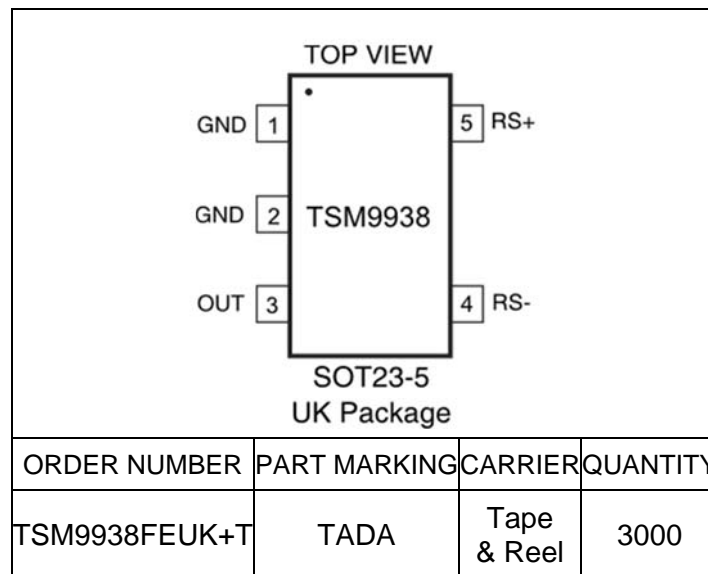 TOP VIEW
GND 1
5 RS+
GND 2
TSM9938
OUT 3
4 RS-
SOT23-5
UK Package
ORDER NUMBER PART MARKING CARRIER QUANTITY
TSM9938FEUK+T TADA Tape & Reel 3000